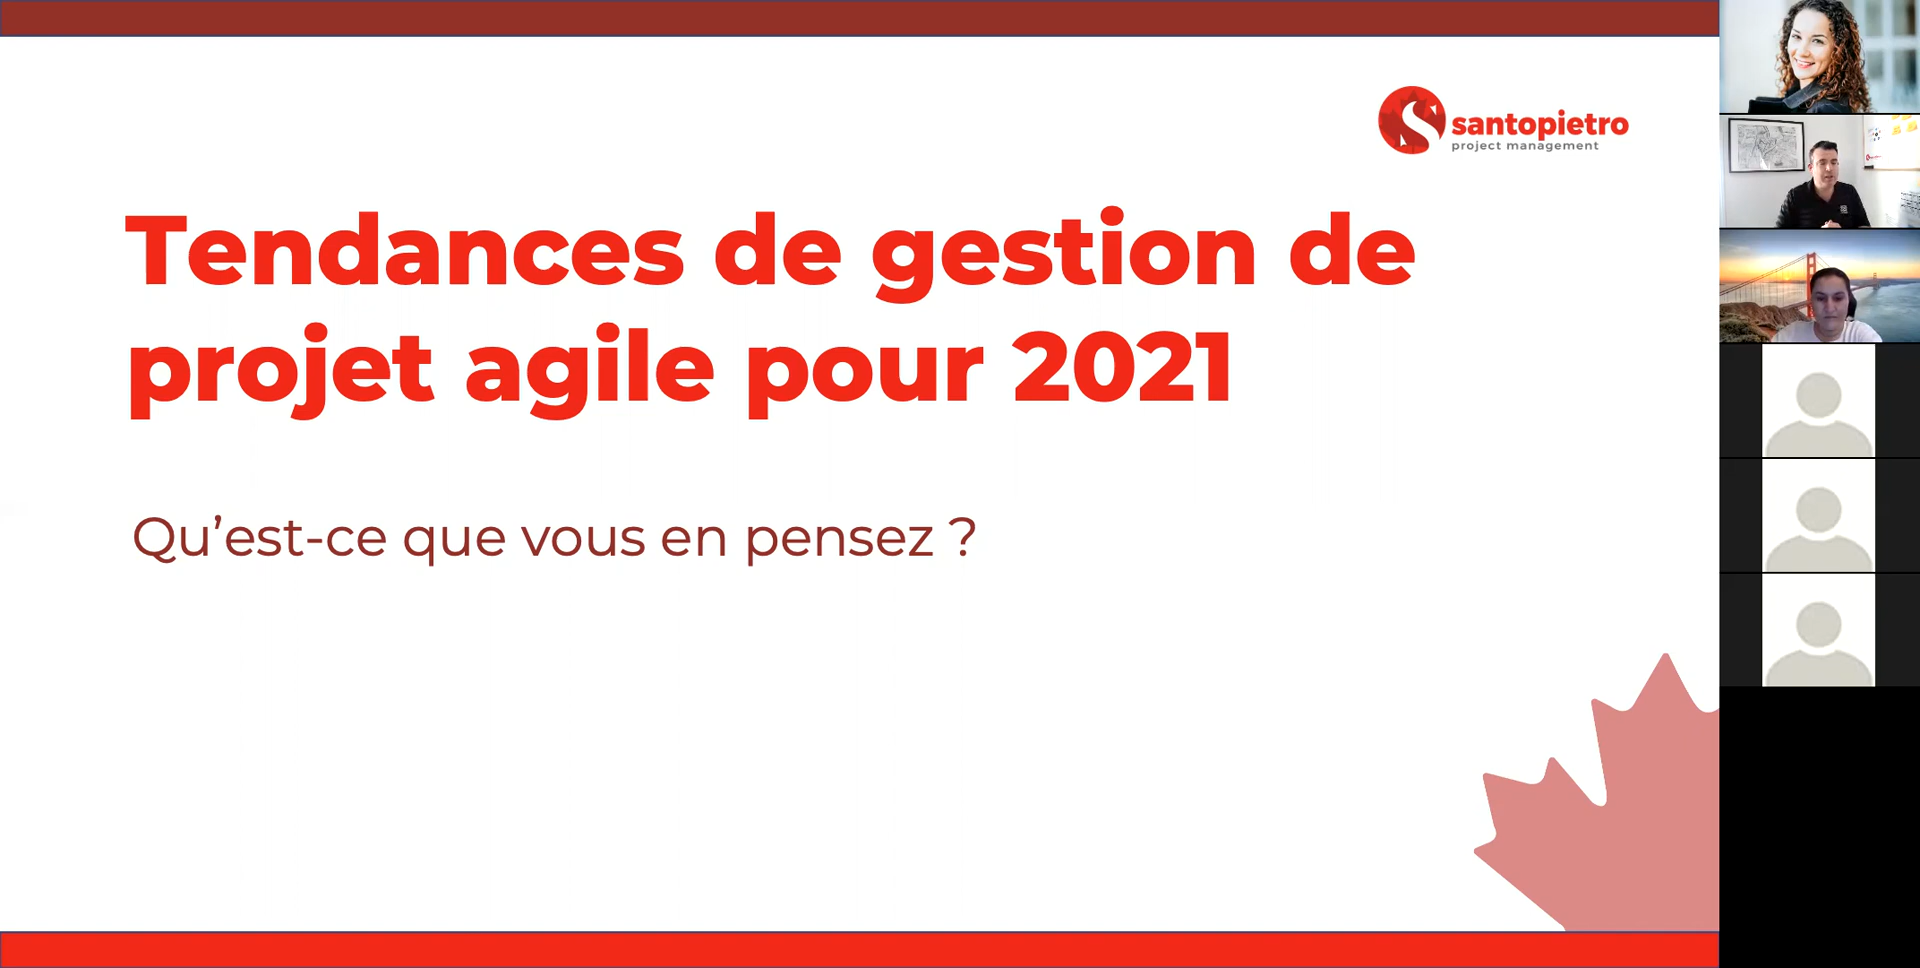 santopietro
project management
Tendances de gestion de
projet agile pour 2021
Qu’est-ce que vous en pensez ?